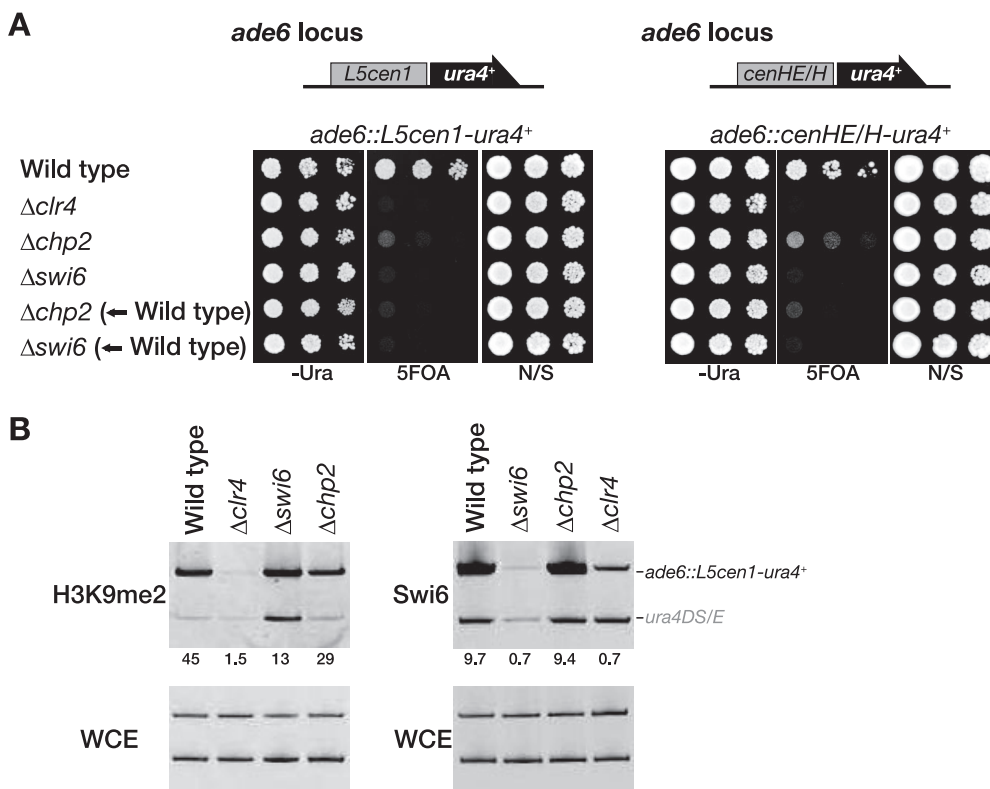 A
ade6 locus
L5cen1 ura4⁺
ade6::L5cen1-ura4⁺
ade6 locus
cenHE/H ura4⁺
ade6::cenHE/H-ura4⁺
Wild type
Δclr4
Δchp2
Δswi6
Δchp2 (← Wild type)
Δswi6 (← Wild type)
-Ura 5FOA N/S
-Ura 5FOA N/S
B
Wild type Δclr4 Δswi6 Δchp2
H3K9me2
45 1.5 13 29
WCE
Wild type Δswi6 Δchp2 Δclr4
Swi6
-ade6::L5cen1-ura4⁺
-ura4DS/E
9.7 0.7 9.4 0.7
WCE